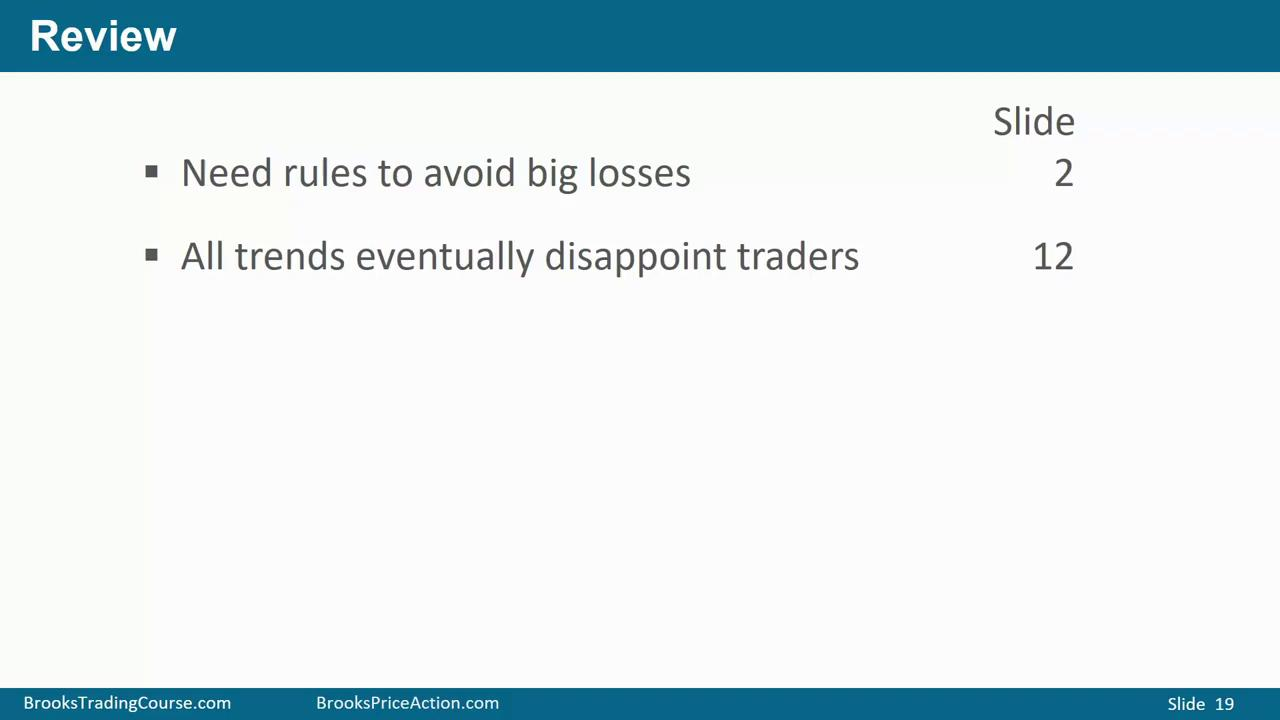 Review
Slide
▪ Need rules to avoid big losses 2
▪ All trends eventually disappoint traders 12
BrooksTradingCourse.com BrooksPriceAction.com Slide 19